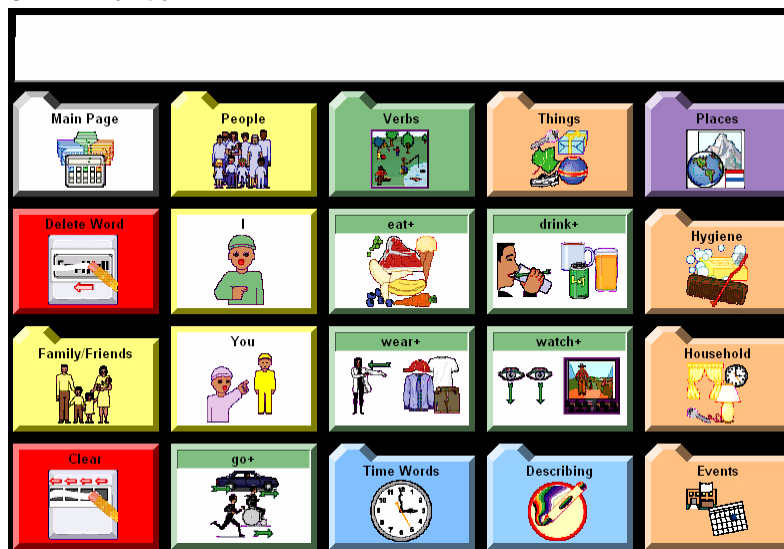 Main Page
People
Verbs
Things
Places
Delete Word
I
eat+
drink+
Hygiene
Family/Friends
You
wear+
watch+
Household
Clear
go+
Time Words
Describing
Events